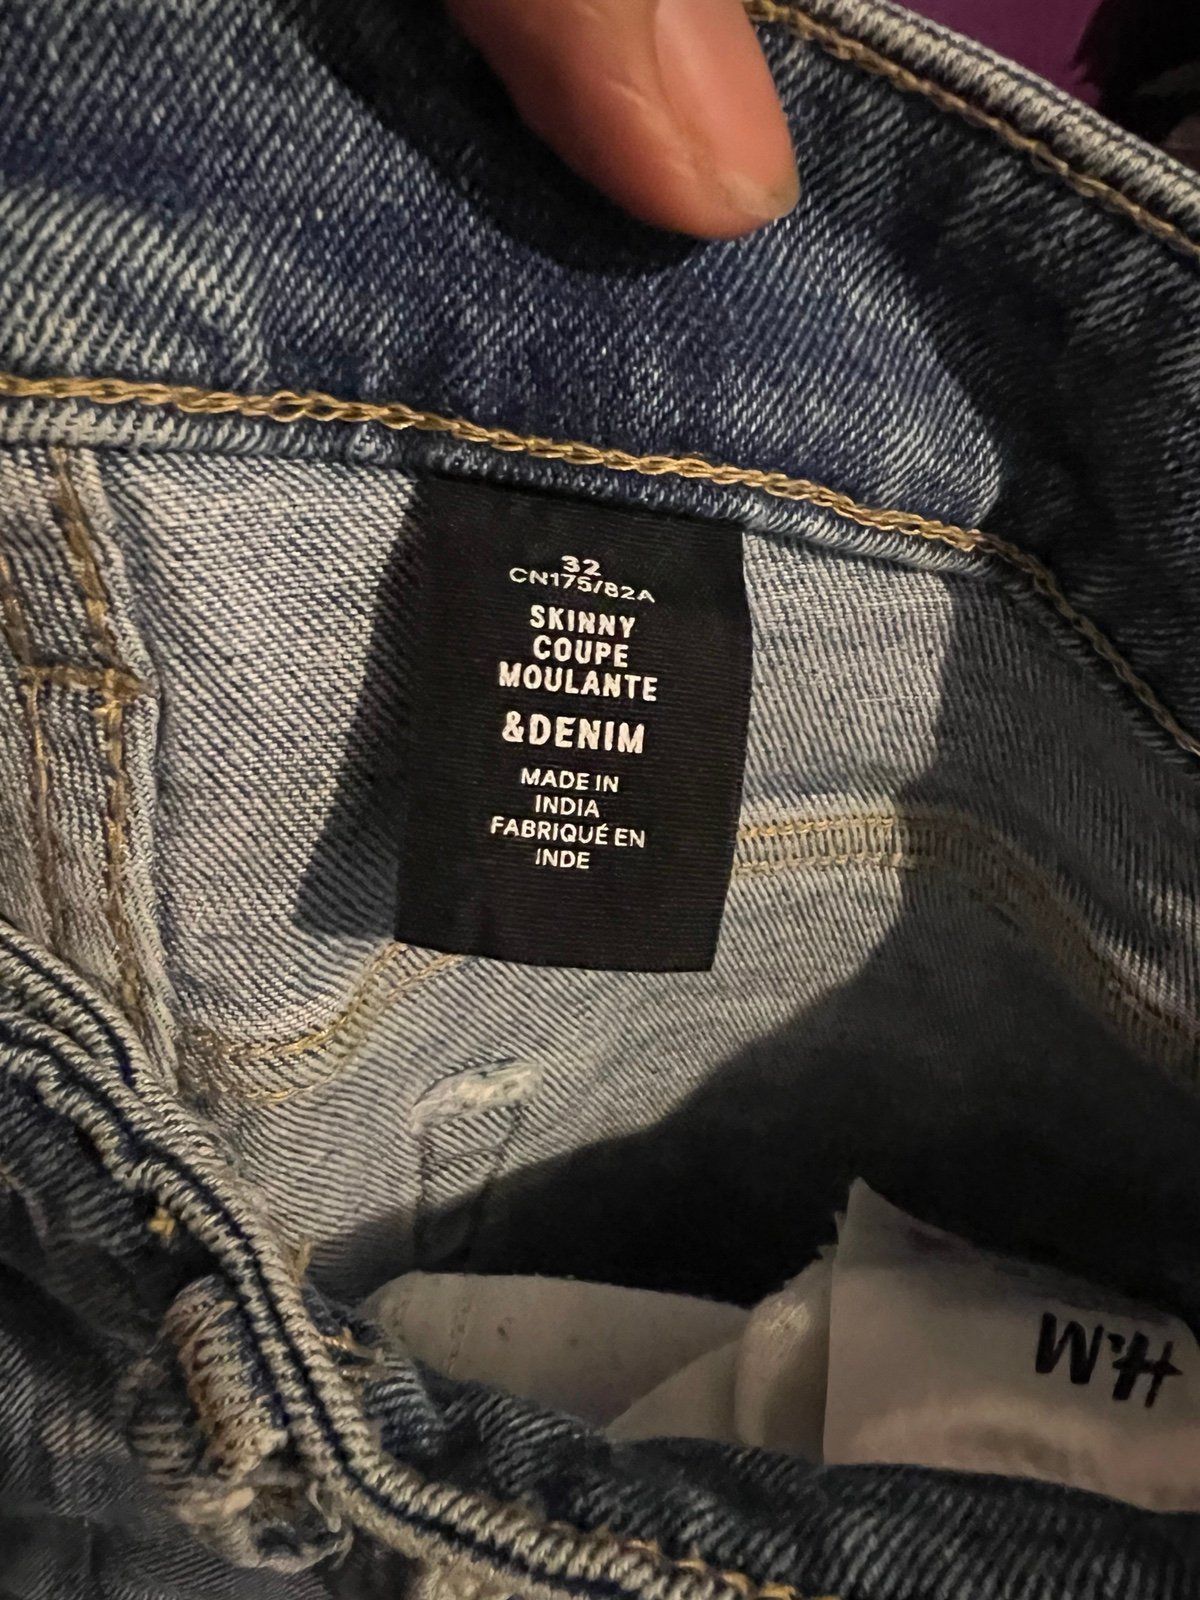 32
CN175/82A
SKINNY
COUPE
MOULANTE
&DENIM
MADE IN
INDIA
FABRIQUÉ EN
INDE
H&M